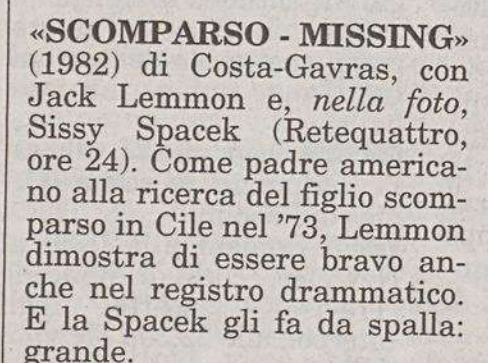 «SCOMPARSO - MISSING»
(1982) di Costa-Gavras, con
Jack Lemmon e, nella foto,
Sissy Spacek (Retequattro,
ore 24). Come padre america-
no alla ricerca del figlio scom-
parso in Cile nel ’73, Lemmon
dimostra di essere bravo an-
che nel registro drammatico.
E la Spacek gli fa da spalla:
grande.